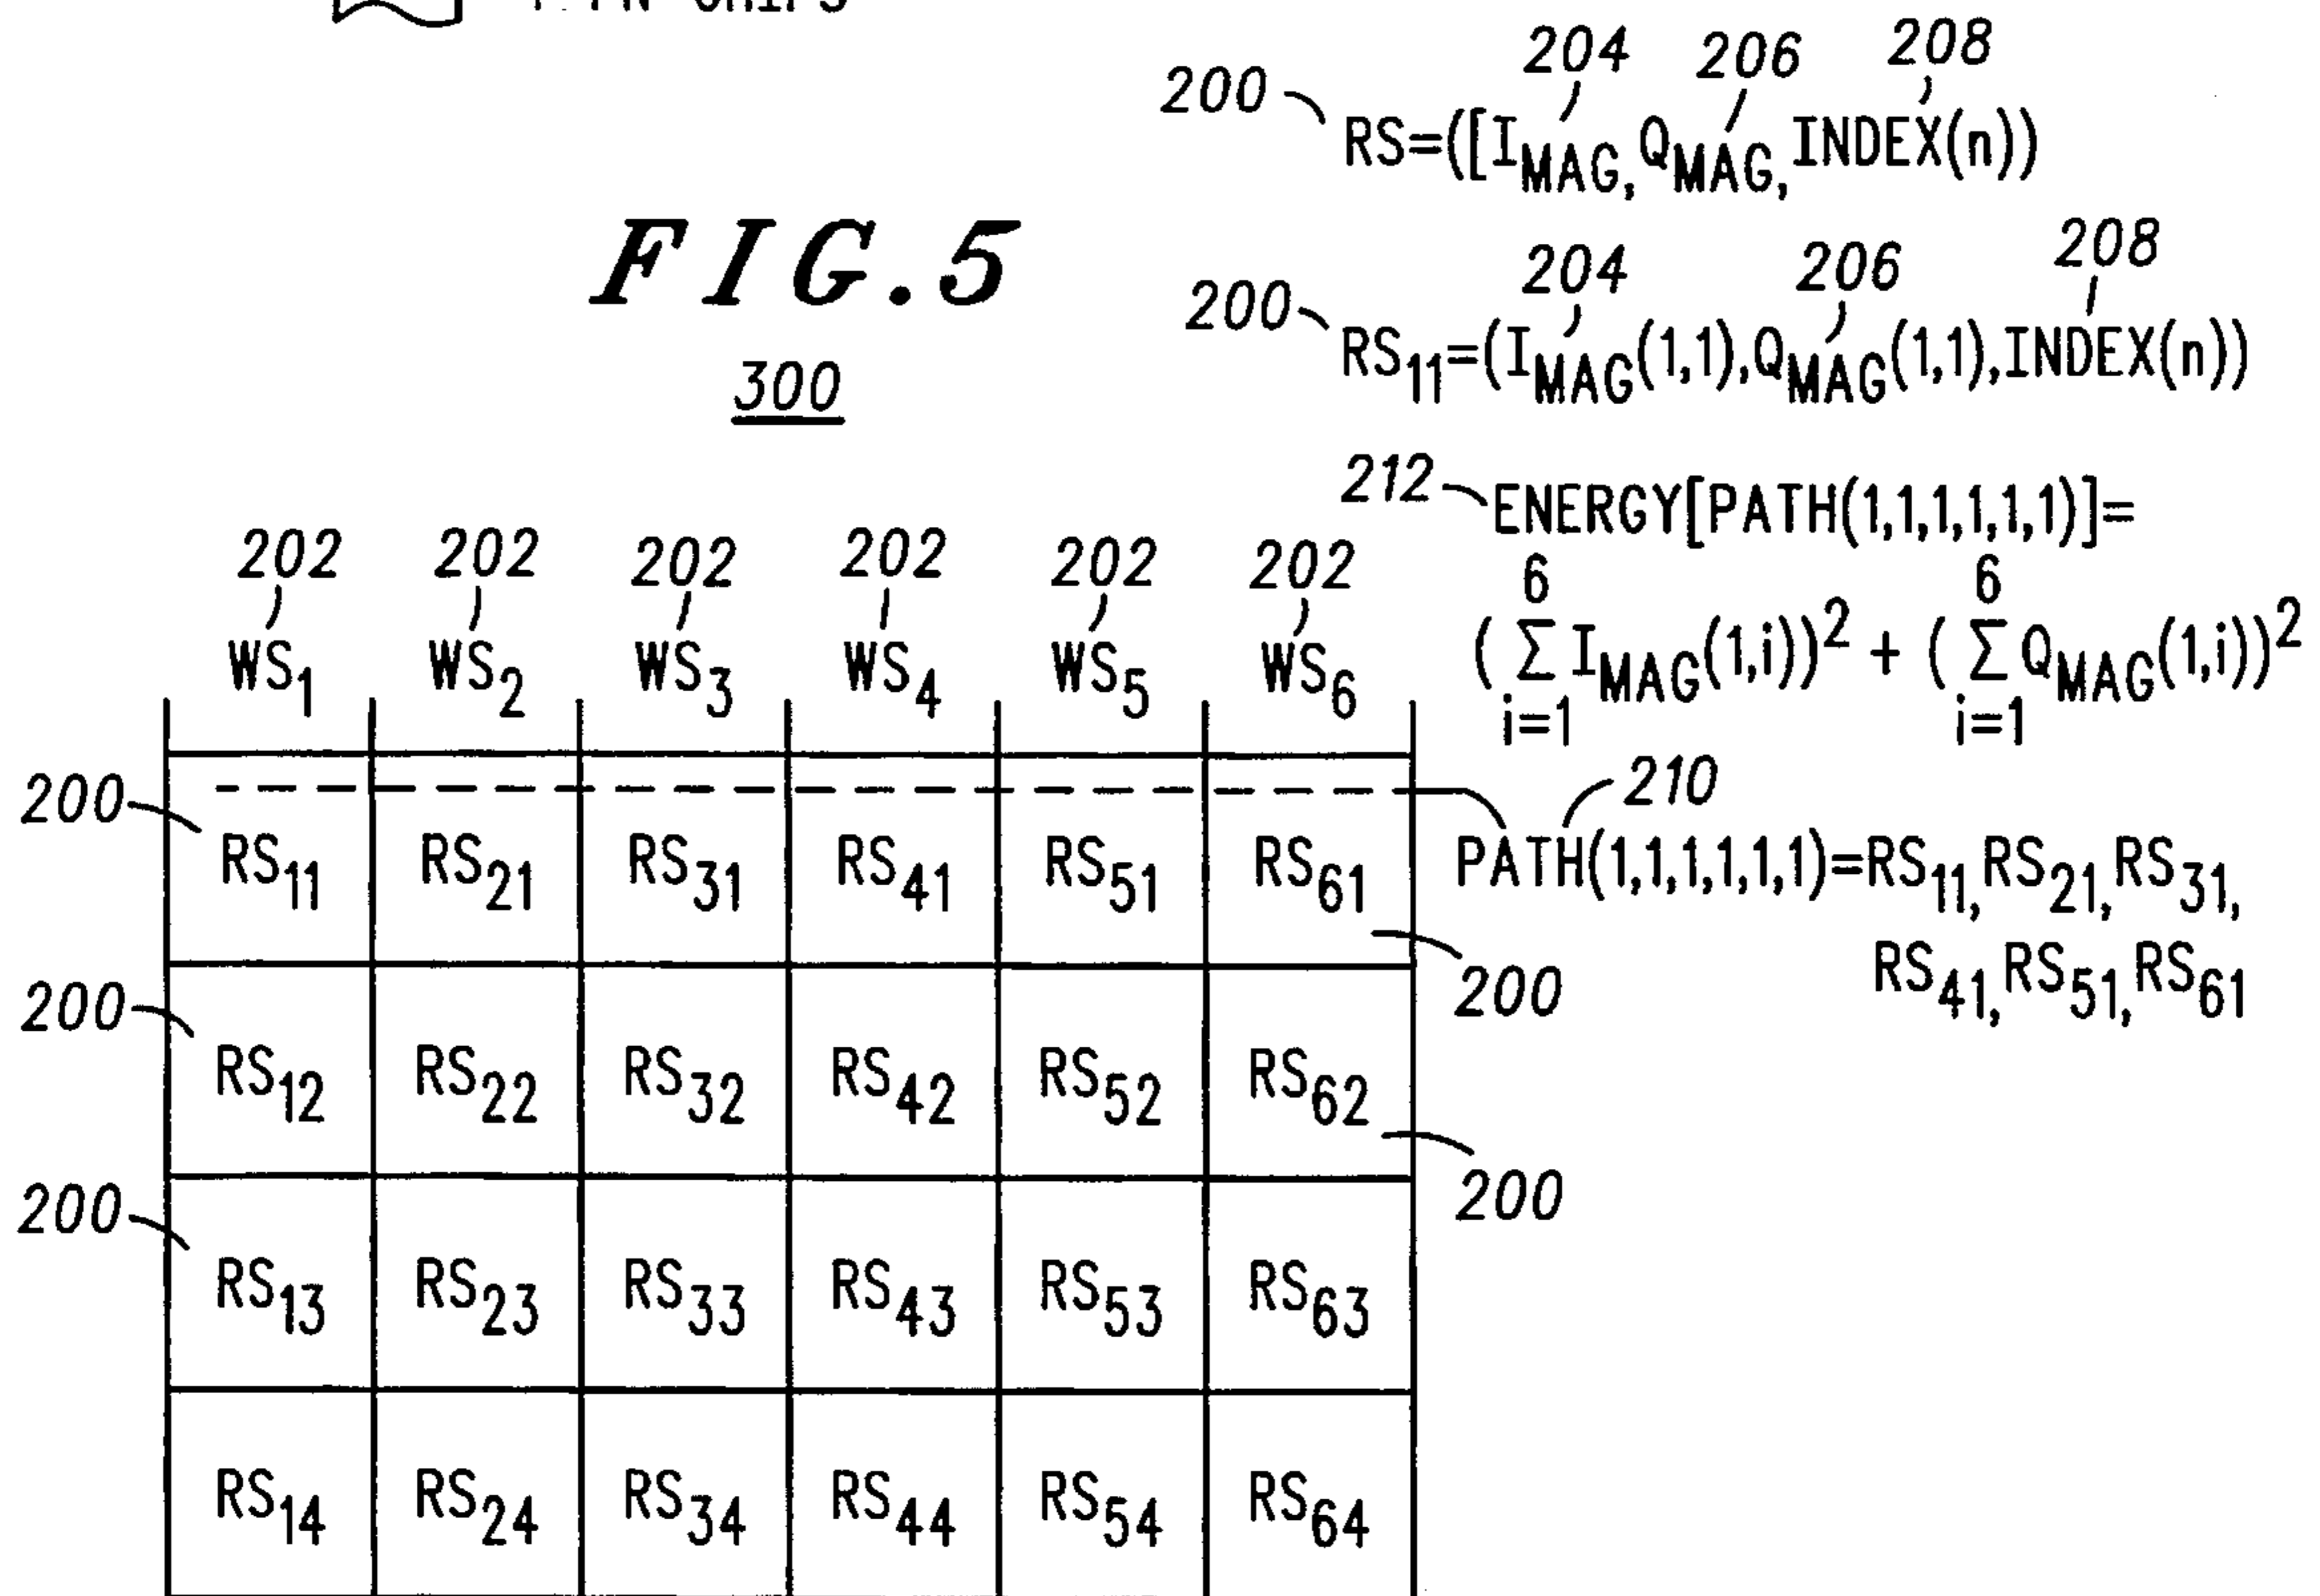 204 206 208
200 RS=([I_MAG, Q_MAG, INDEX(n))
FIG.5
300
204 206 208
200 RS_11=(I_MAG(1,1),Q_MAG(1,1),INDEX(n))
212 ENERGY[PATH(1,1,1,1,1,1)]=
6 6
(ΣI_MAG(1,i))^2 + (ΣQ_MAG(1,i))^2
i=1 i=1
202 202 202 202 202 202
WS_1 WS_2 WS_3 WS_4 WS_5 WS_6
210
200 RS_11 RS_21 RS_31 RS_41 RS_51 RS_61
PATH(1,1,1,1,1,1)=RS_11, RS_21, RS_31,
RS_41, RS_51, RS_61
200
200 RS_12 RS_22 RS_32 RS_42 RS_52 RS_62
200
200 RS_13 RS_23 RS_33 RS_43 RS_53 RS_63
RS_14 RS_24 RS_34 RS_44 RS_54 RS_64